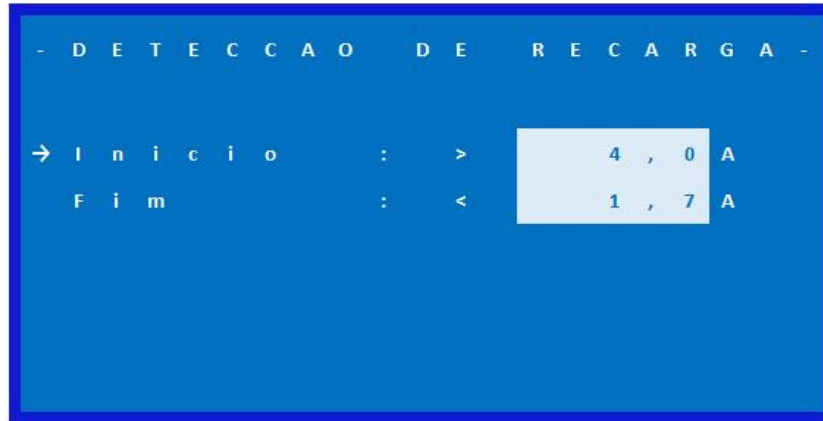 - DETECCAO DE RECARGA -
→ Inicio : > 4,0 A
Fim : < 1,7 A